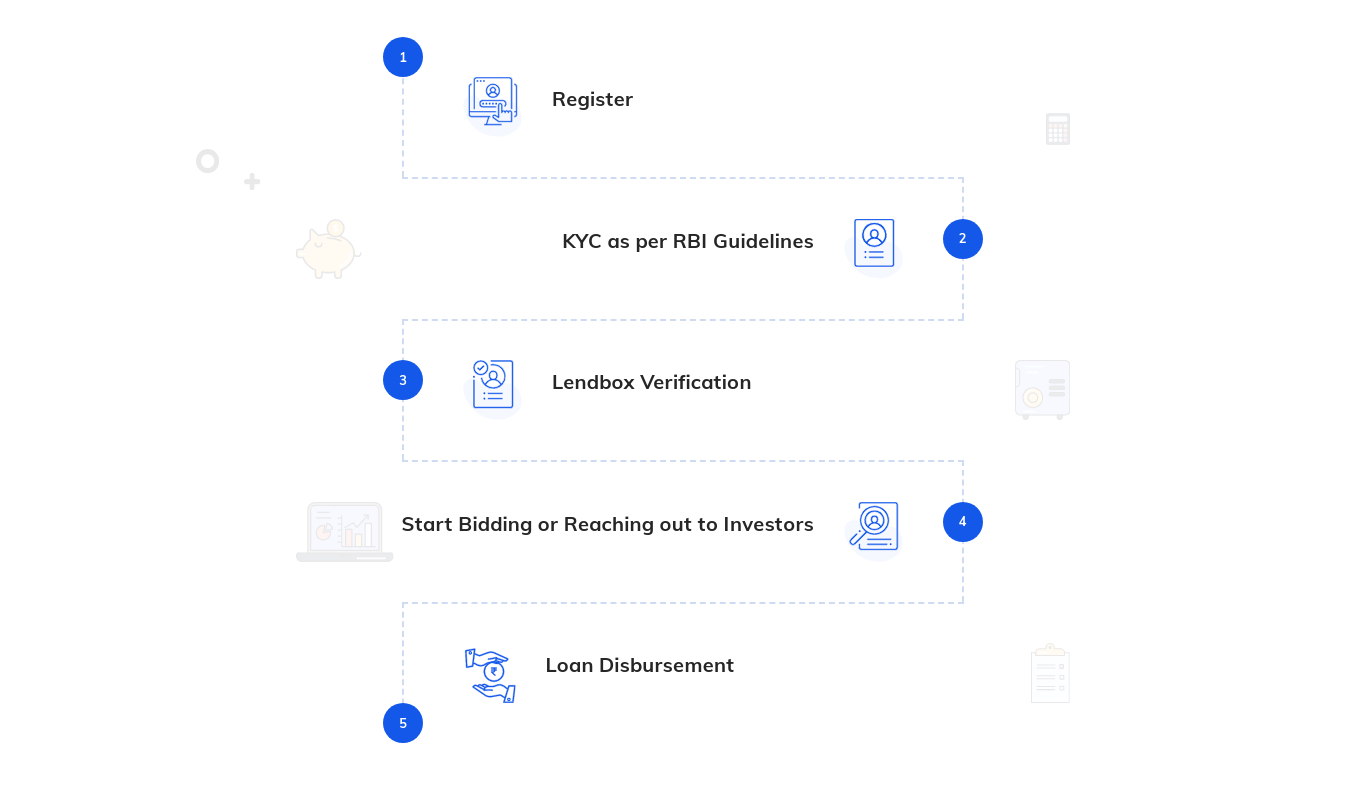 1
Register
KYC as per RBI Guidelines
2
3
Lendbox Verification
Start Bidding or Reaching out to Investors
4
₹
Loan Disbursement
5